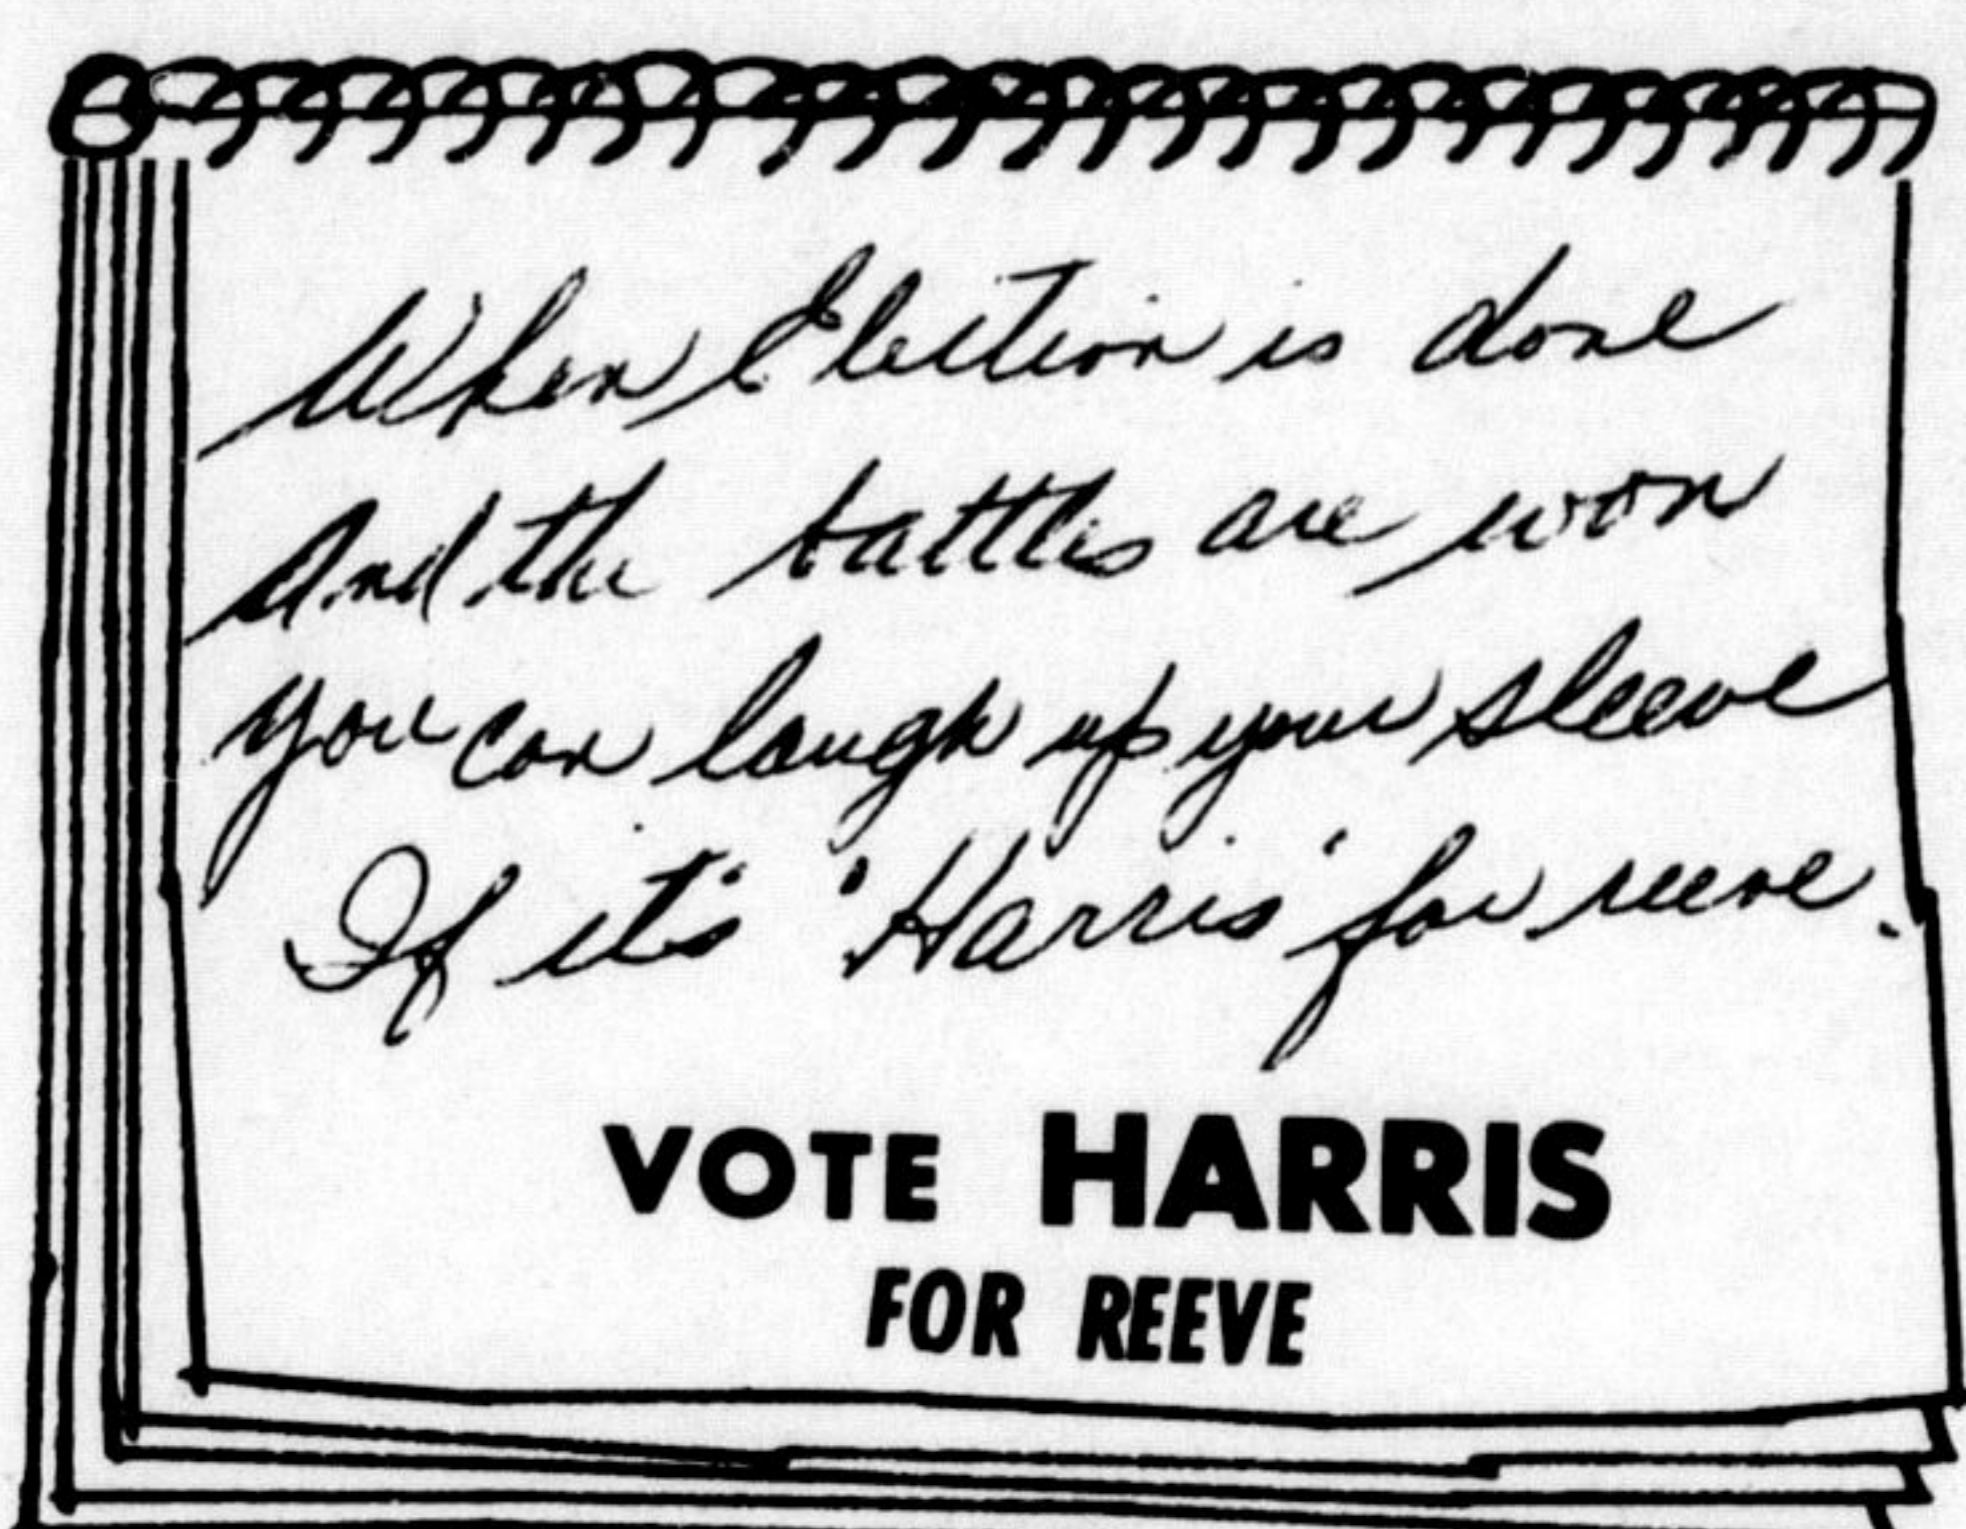 When Election is done
And the battles are won
You can laugh up your sleeve
If it's 'Harris' for reeve.
VOTE HARRIS
FOR REEVE